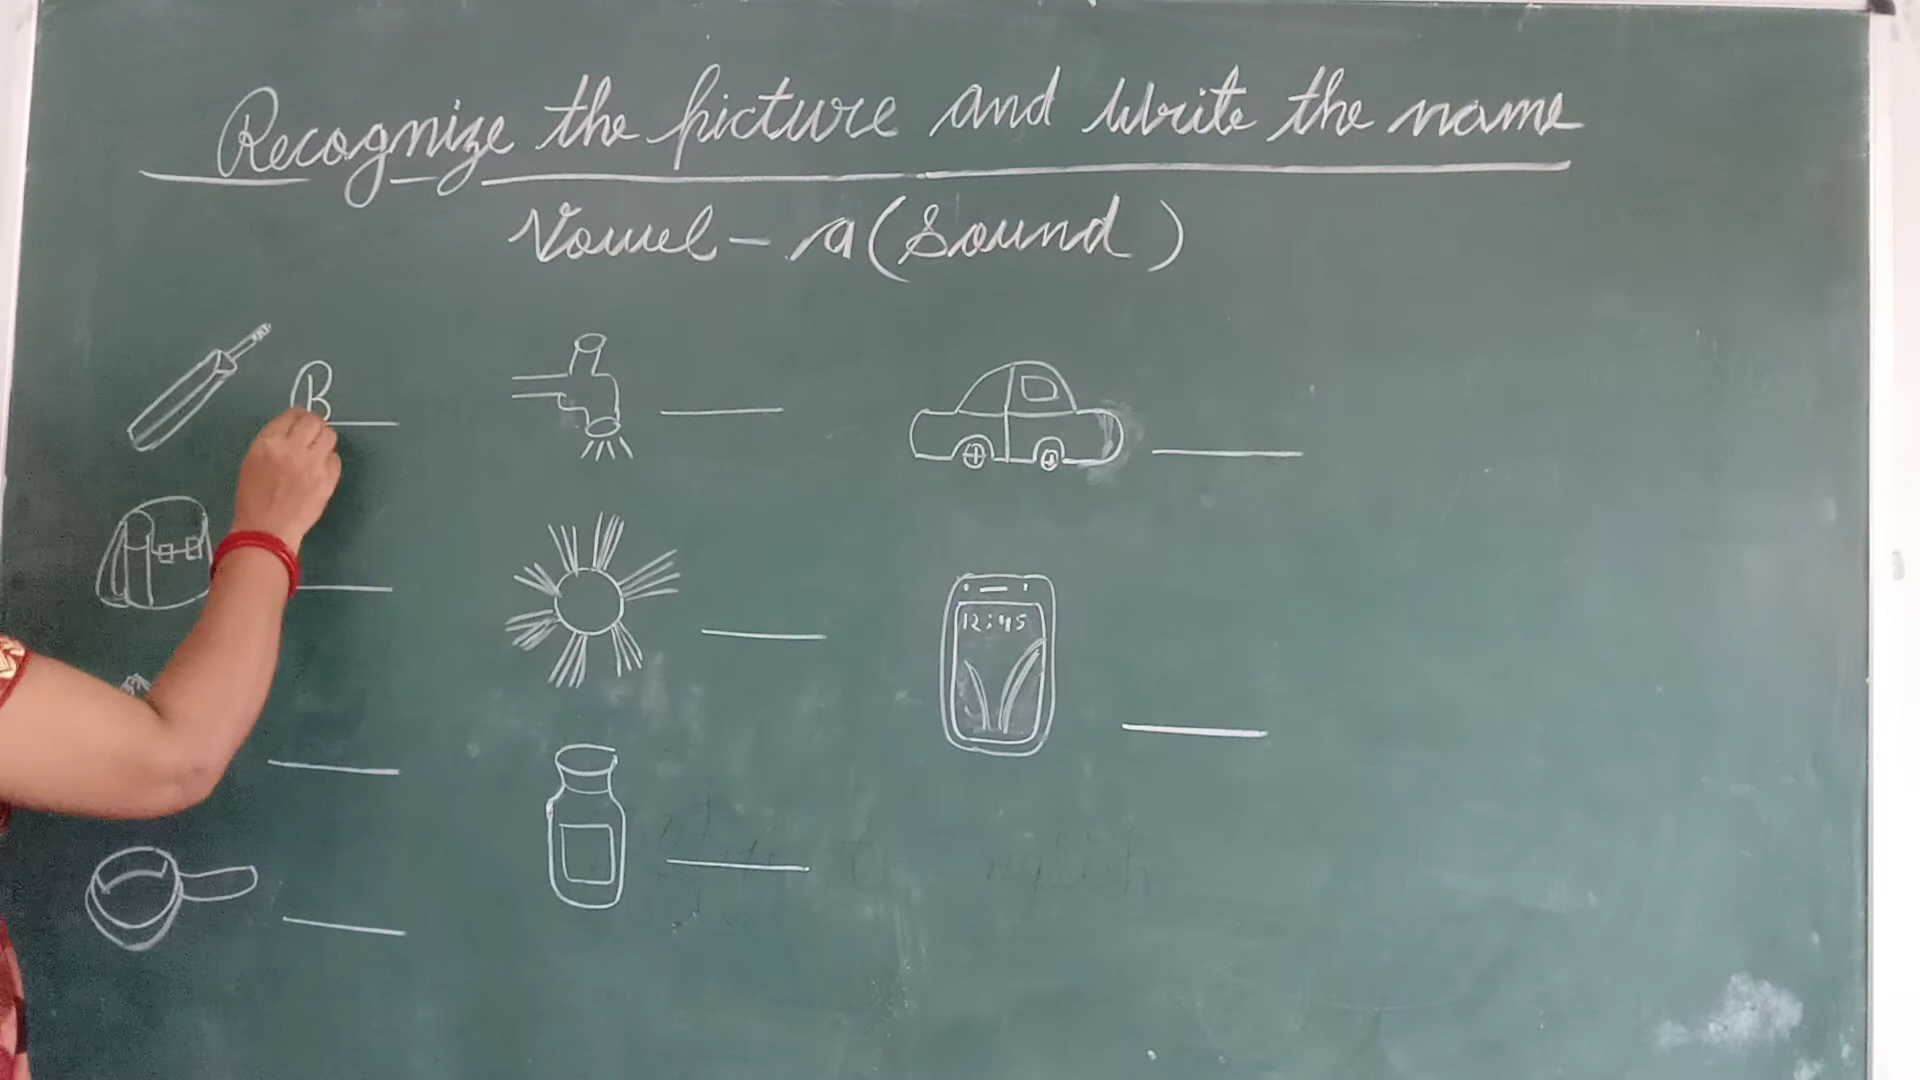 Recognize the picture and Write the name
Vowel - a (Sound)
B
12:45